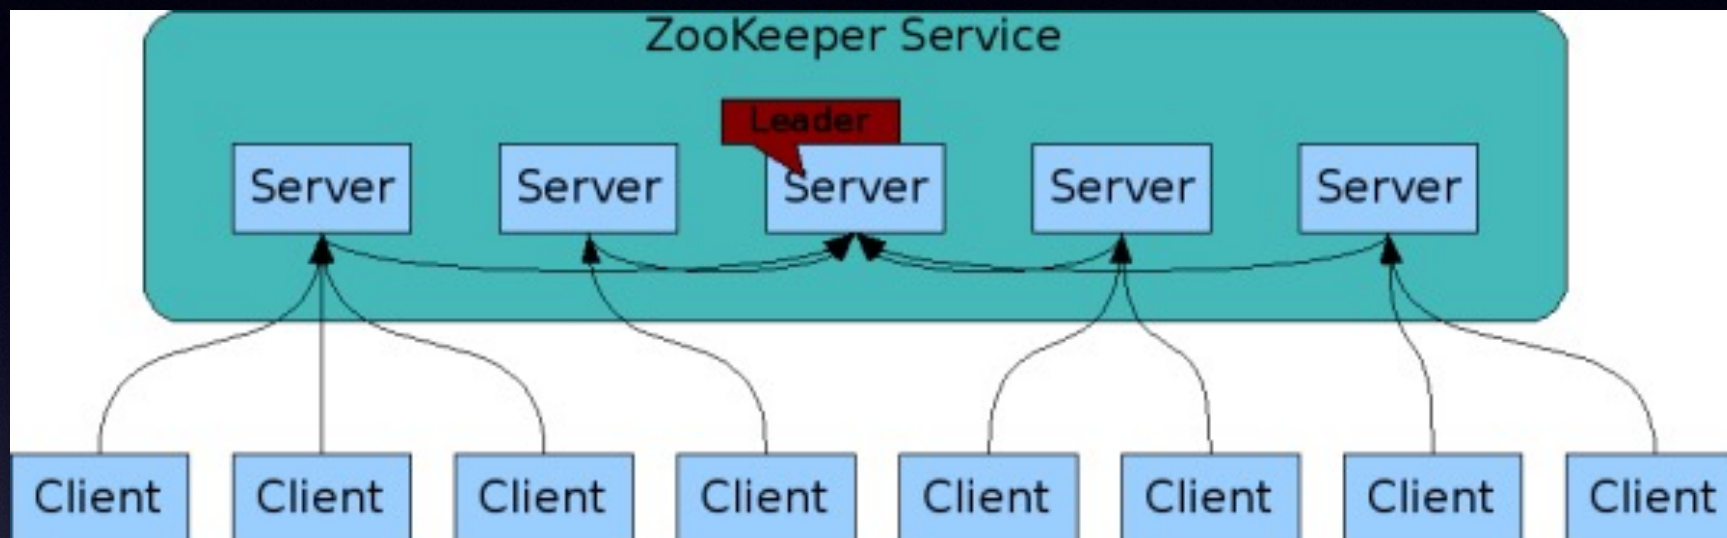 ZooKeeper Service
Leader
Server
Server
Server
Server
Server
Client
Client
Client
Client
Client
Client
Client
Client